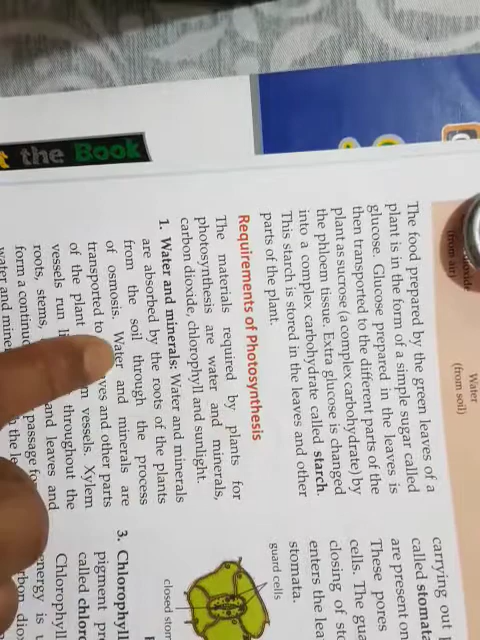 Water
(from soil)
(from air)
The food prepared by the green leaves of a
plant is in the form of a simple sugar called
glucose. Glucose prepared in the leaves is
then transported to the different parts of the
plant as sucrose (a complex carbohydrate) by
the phloem tissue. Extra glucose is changed
into a complex carbohydrate called starch.
This starch is stored in the leaves and other
parts of the plant.
Requirements of Photosynthesis
The materials required by plants for
photosynthesis are water and minerals,
carbon dioxide, chlorophyll and sunlight.
1. Water and minerals: Water and minerals
are absorbed by the roots of the plants
from the soil through the process
of osmosis. Water and minerals are
transported to and other parts
of the plant vessels. Xylem
vessels run throughout the
roots, stems, and leaves and
form a passage
water and
the Book
carrying out
called
are present on
These pores
cells. The
closing of
enters the
stomata.
guard cells
closed
3.
pigment
called